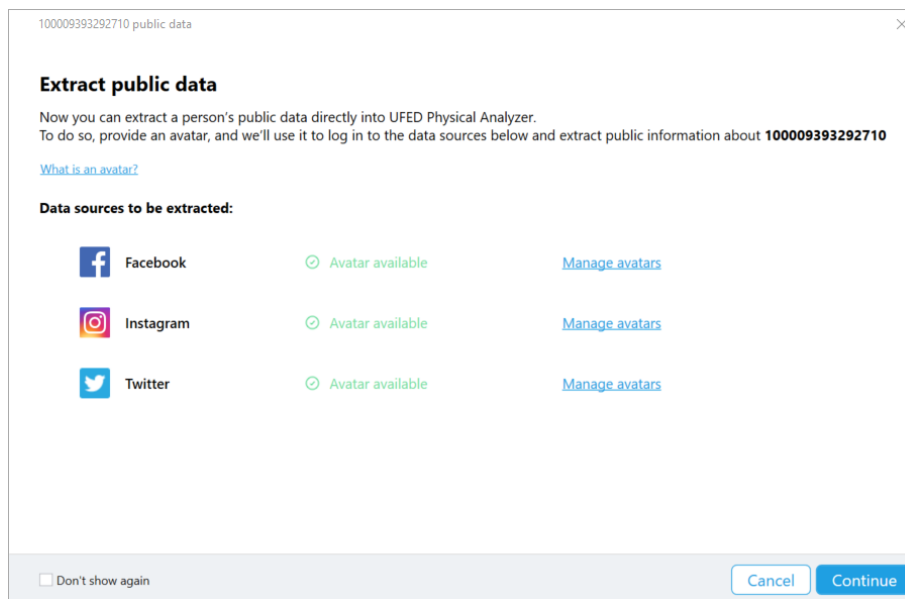 100009393292710 public data
Extract public data
Now you can extract a person's public data directly into UFED Physical Analyzer.
To do so, provide an avatar, and we'll use it to log in to the data sources below and extract public information about 100009393292710
What is an avatar?
Data sources to be extracted:
Facebook Avatar available Manage avatars
Instagram Avatar available Manage avatars
Twitter Avatar available Manage avatars
Don't show again Cancel Continue